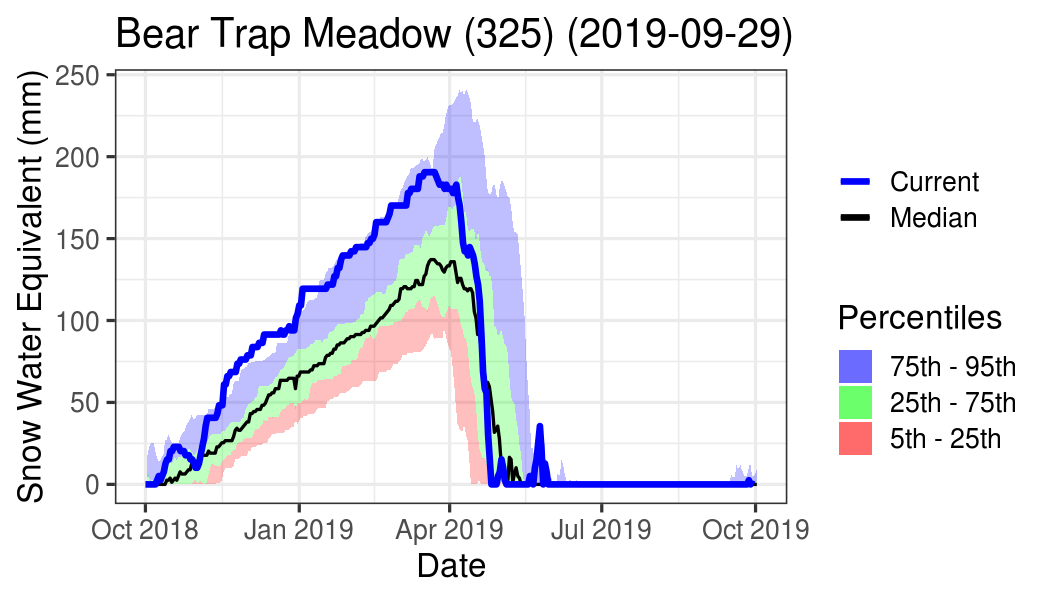 Bear Trap Meadow (325) (2019-09-29)
Snow Water Equivalent (mm)
250
200
150
100
50
0
Oct 2018
Jan 2019
Apr 2019
Jul 2019
Oct 2019
Date
Current
Median
Percentiles
75th - 95th
25th - 75th
5th - 25th